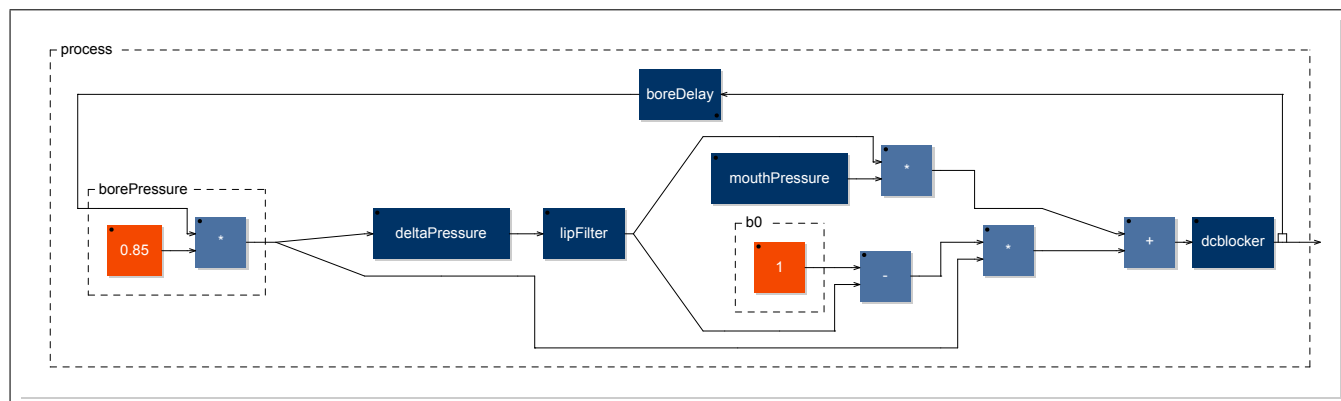 process
boreDelay
*
mouthPressure
borePressure
*
0.85
deltaPressure
lipFilter
b0
1
-
*
+
dcblocker